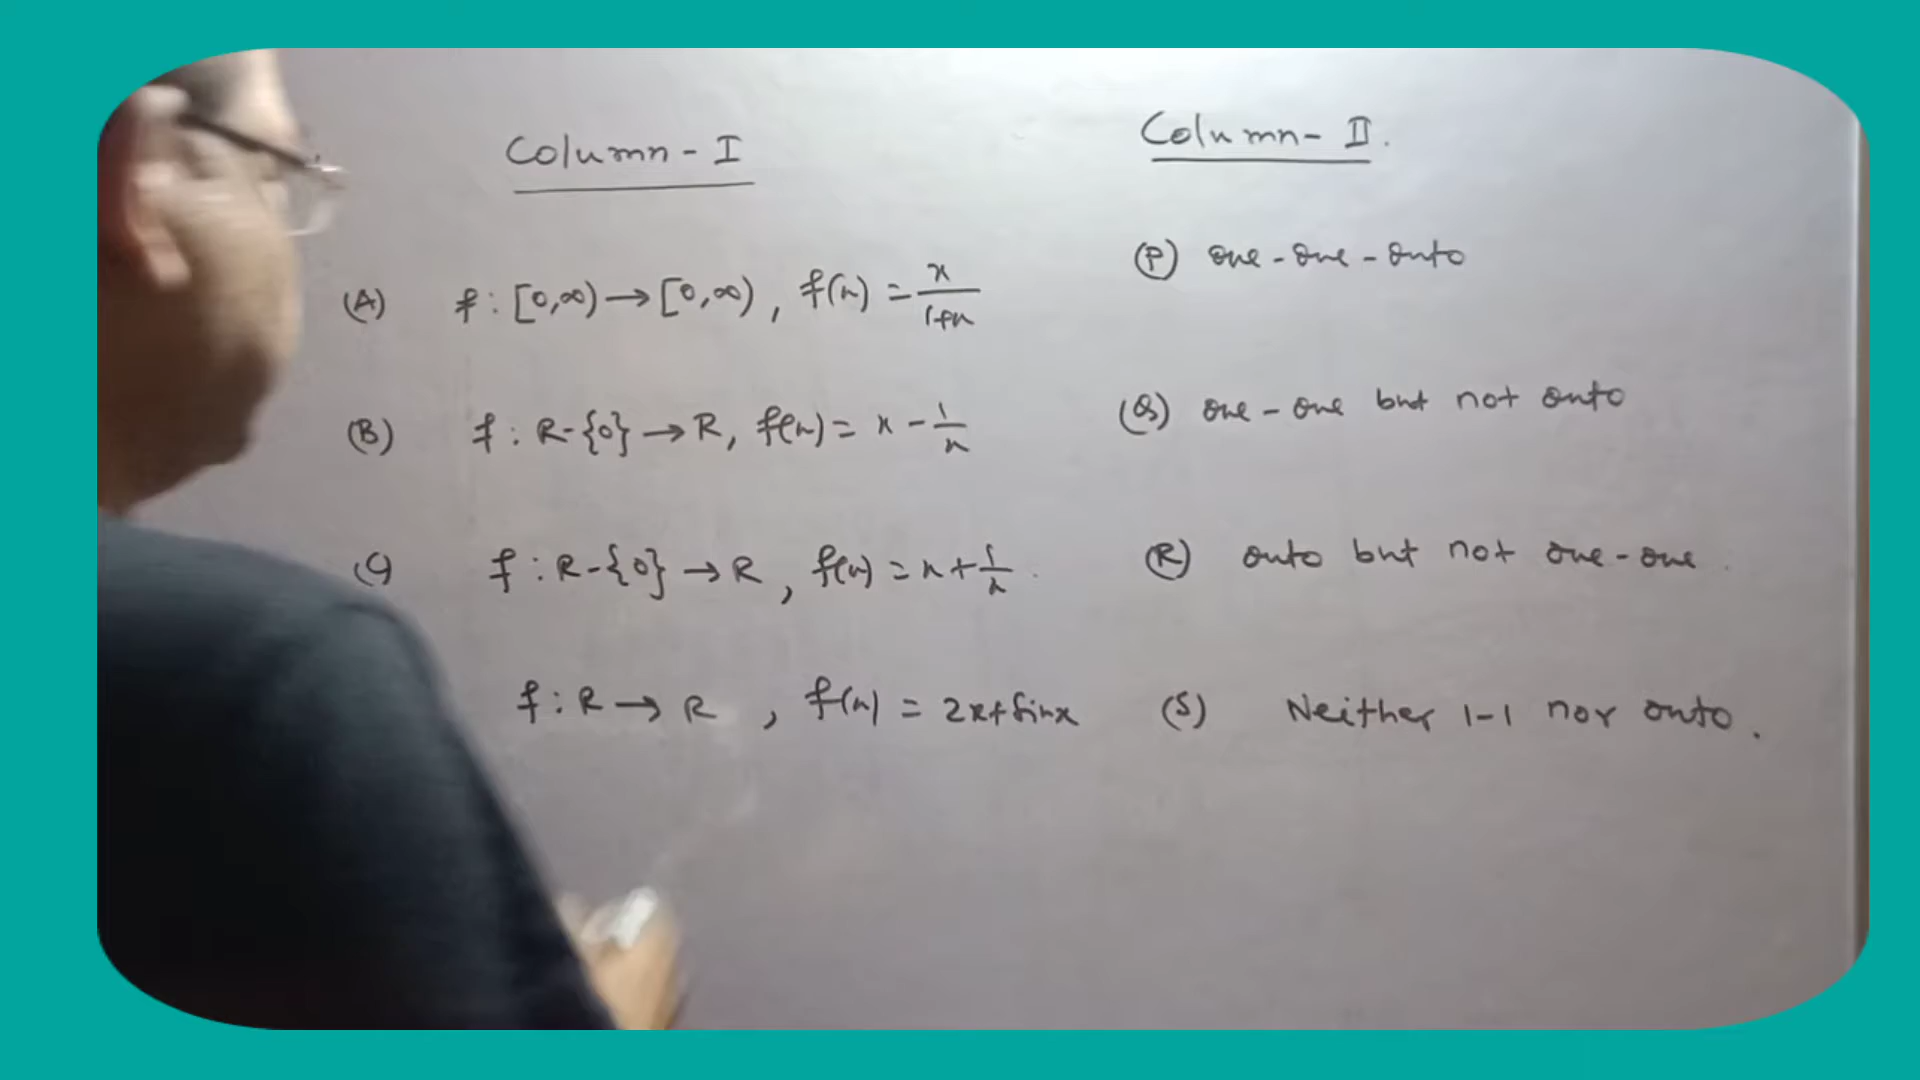 Column - I
Column - II.
(A) f : [0,∞) → [0,∞), f(x) = x/1+x
(P) one - one - onto
(B) f : R-{0} → R, f(x) = x - 1/x
(Q) one - one but not onto
(C) f : R-{0} → R, f(x) = x + 1/x.
(R) onto but not one - one.
f : R → R, f(x) = 2x+sinx
(S) Neither 1-1 nor onto.